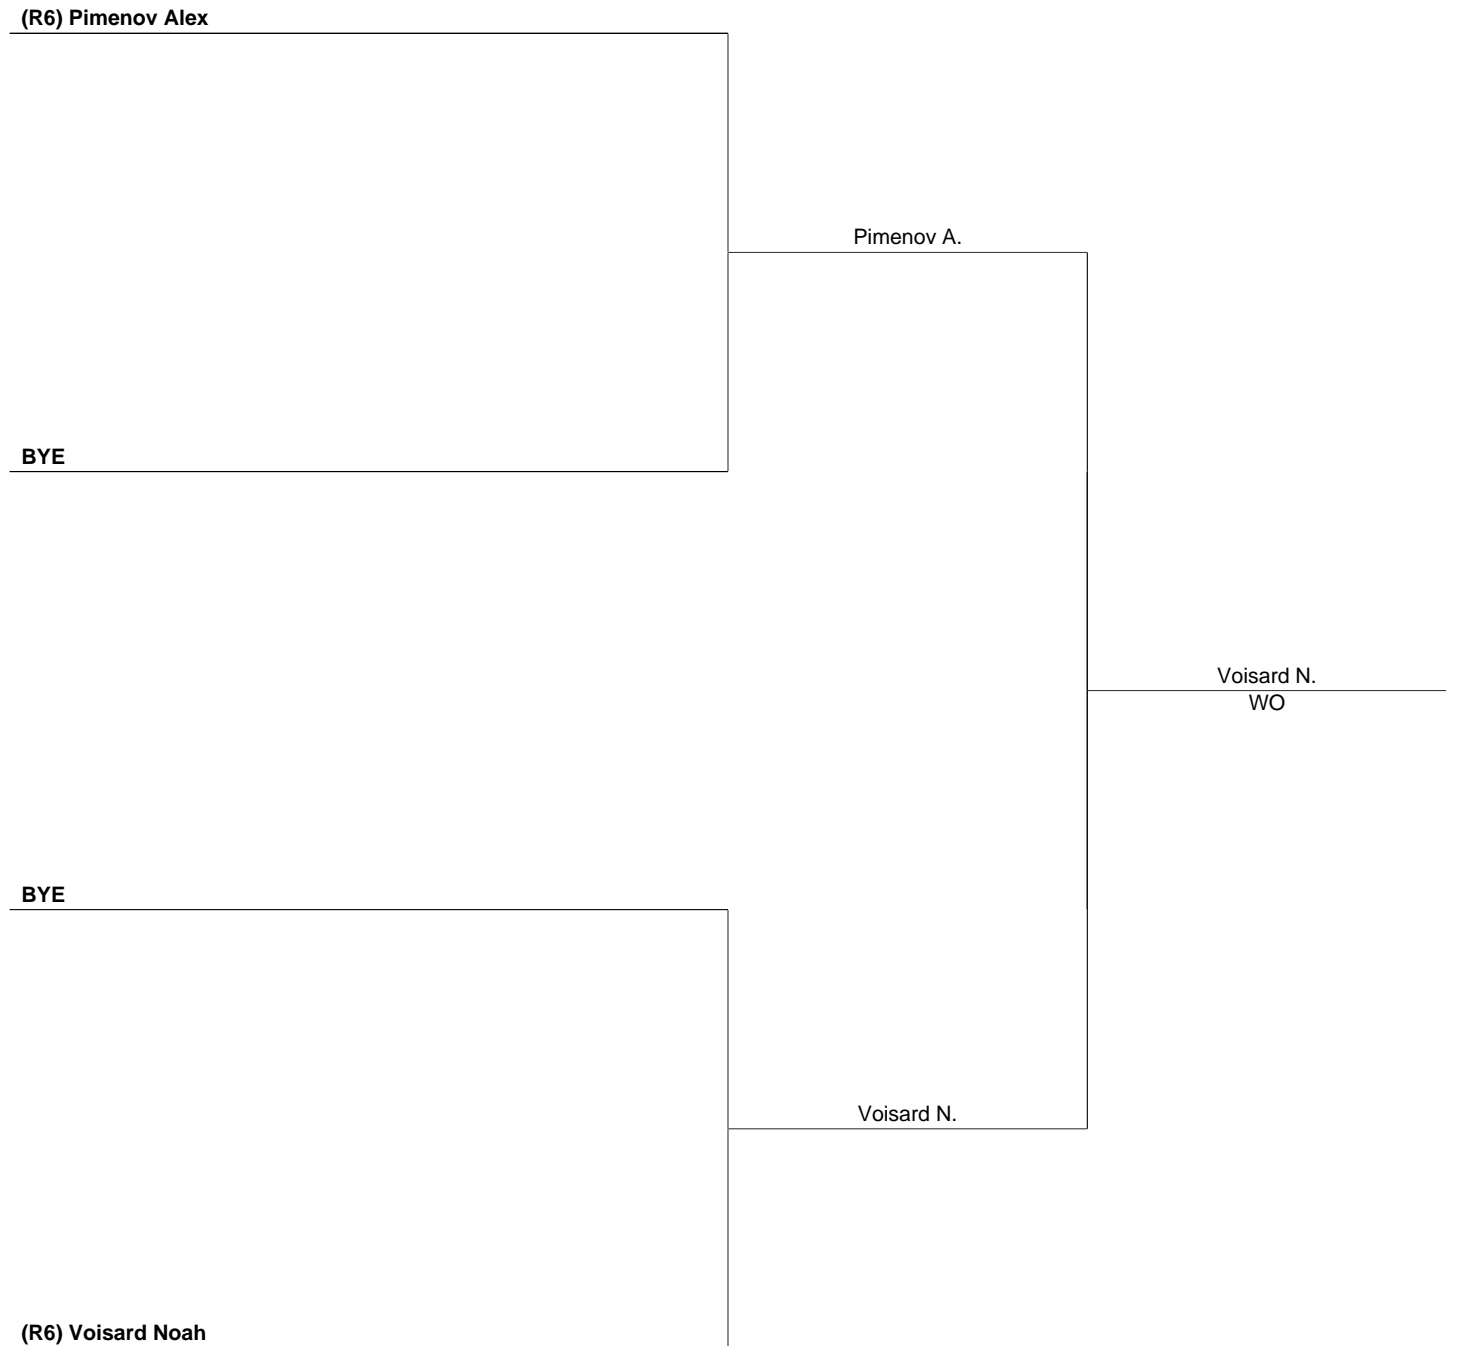 (R6) Pimenov Alex
Pimenov A.
BYE
Voisard N.
WO
BYE
Voisard N.
(R6) Voisard Noah